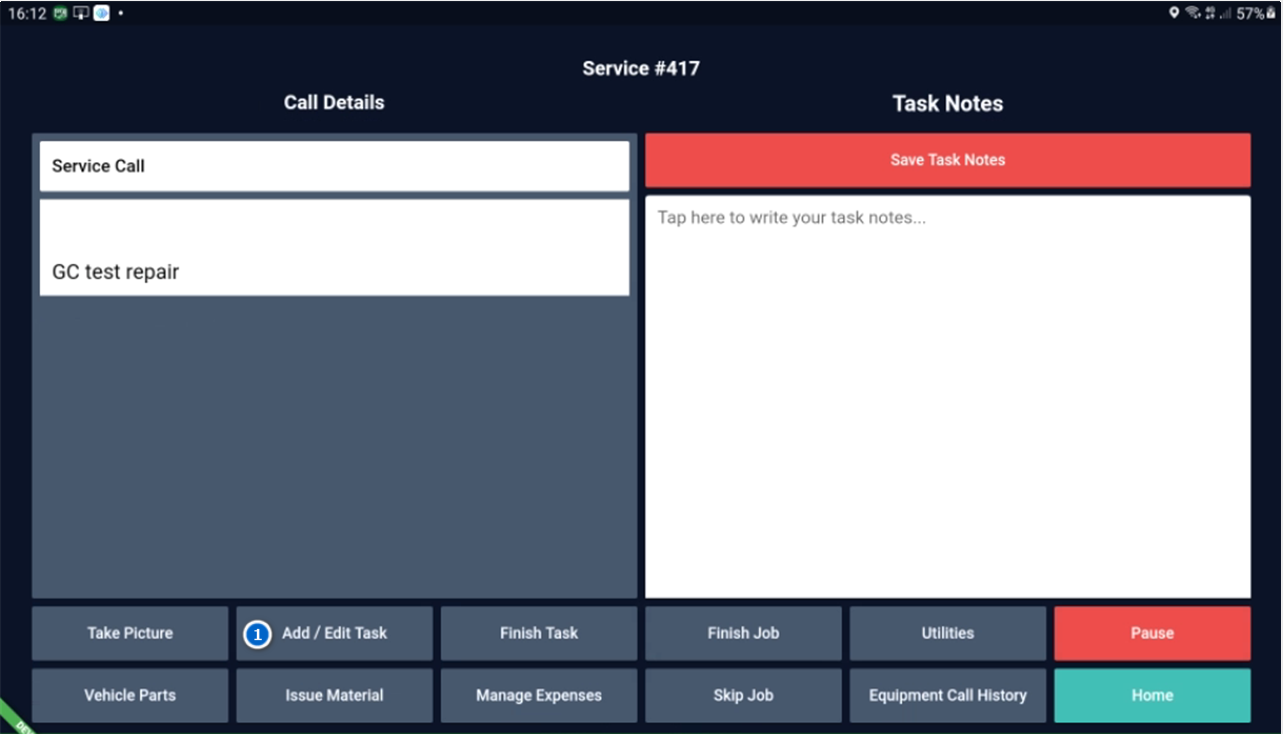 16:12
57%
Service #417
Call Details
Task Notes
Service Call
Save Task Notes
Tap here to write your task notes...
GC test repair
Take Picture
1 Add / Edit Task
Finish Task
Finish Job
Utilities
Pause
Vehicle Parts
Issue Material
Manage Expenses
Skip Job
Equipment Call History
Home